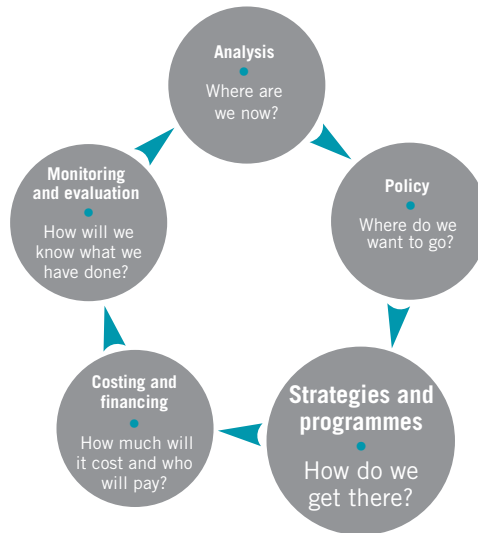 Analysis
Where are
we now?
Policy
Where do we
want to go?
Strategies and
programmes
How do we
get there?
Costing and
financing
How much will
it cost and who
will pay?
Monitoring
and evaluation
How will we
know what we
have done?